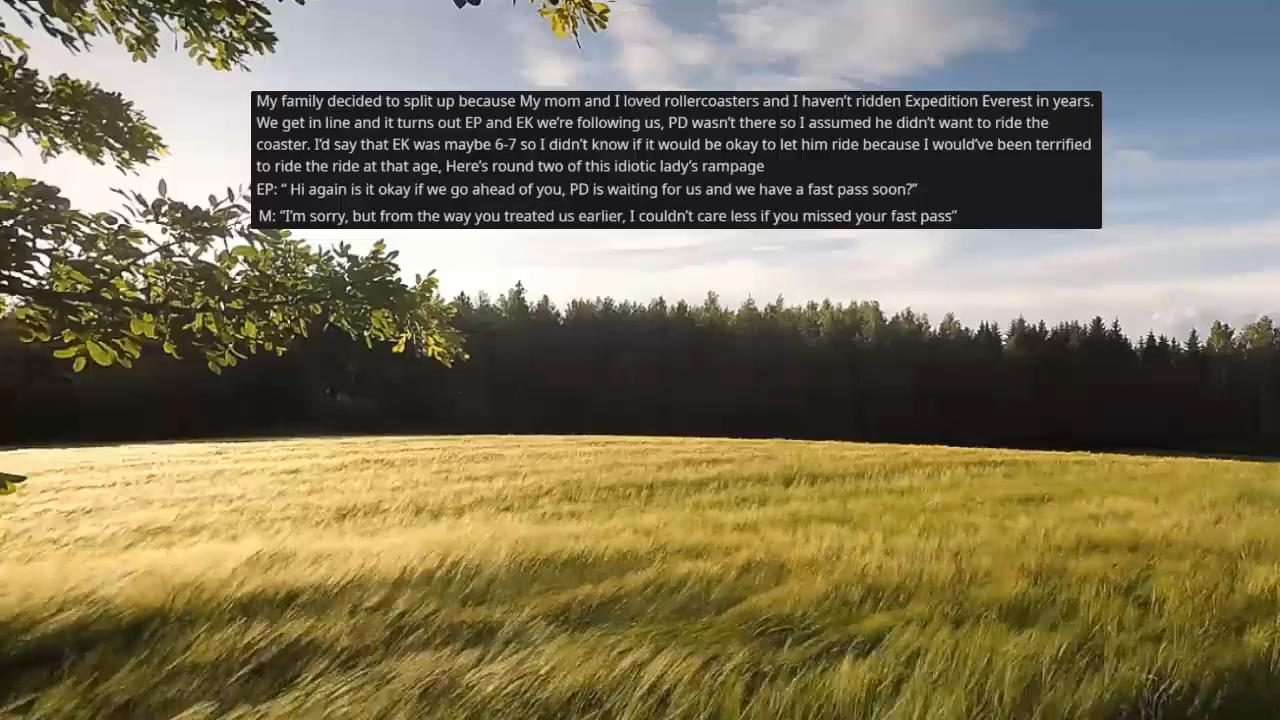 My family decided to split up because My mom and I loved rollercoasters and I haven't ridden Expedition Everest in years.
We get in line and it turns out EP and EK we're following us, PD wasn't there so I assumed he didn't want to ride the
coaster. I'd say that EK was maybe 6-7 so I didn't know if it would be okay to let him ride because I would've been terrified
to ride the ride at that age, Here's round two of this idiotic lady's rampage
EP: “ Hi again is it okay if we go ahead of you, PD is waiting for us and we have a fast pass soon?”
M: “I'm sorry, but from the way you treated us earlier, I couldn't care less if you missed your fast pass”